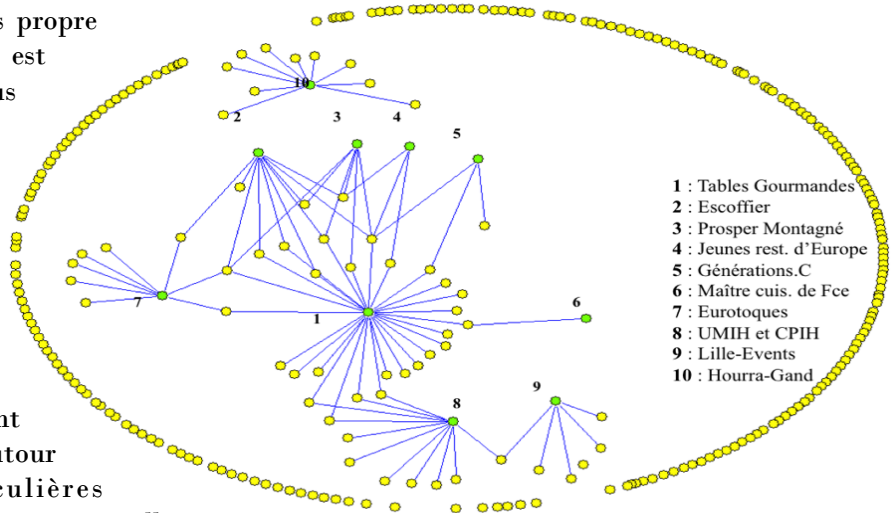 s propre
est
us
10
2
3
4
5
1 : Tables Gourmandes
2 : Escoffier
3 : Prosper Montagné
4 : Jeunes rest. d'Europe
5 : Générations.C
6 : Maître cuis. de Fce
7 : Eurotoques
8 : UMIH et CPIH
9 : Lille-Events
10 : Hourra-Gand
7
1
6
8
9
nt
utour
culières